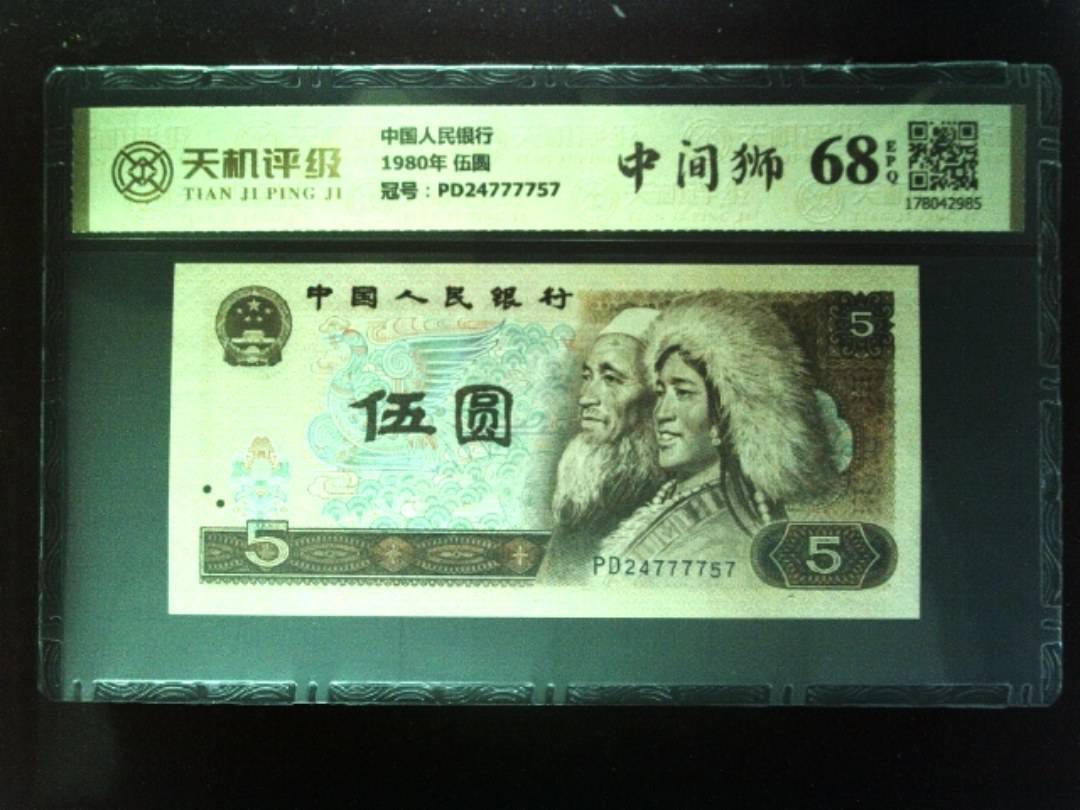 天机评级
TIAN JI PING JI
中国人民银行
1980年 伍圆
冠号：PD24777757
中间狮
68
EPQ
178042985
中国人民银行
5
伍圆
5
PD24777757
5